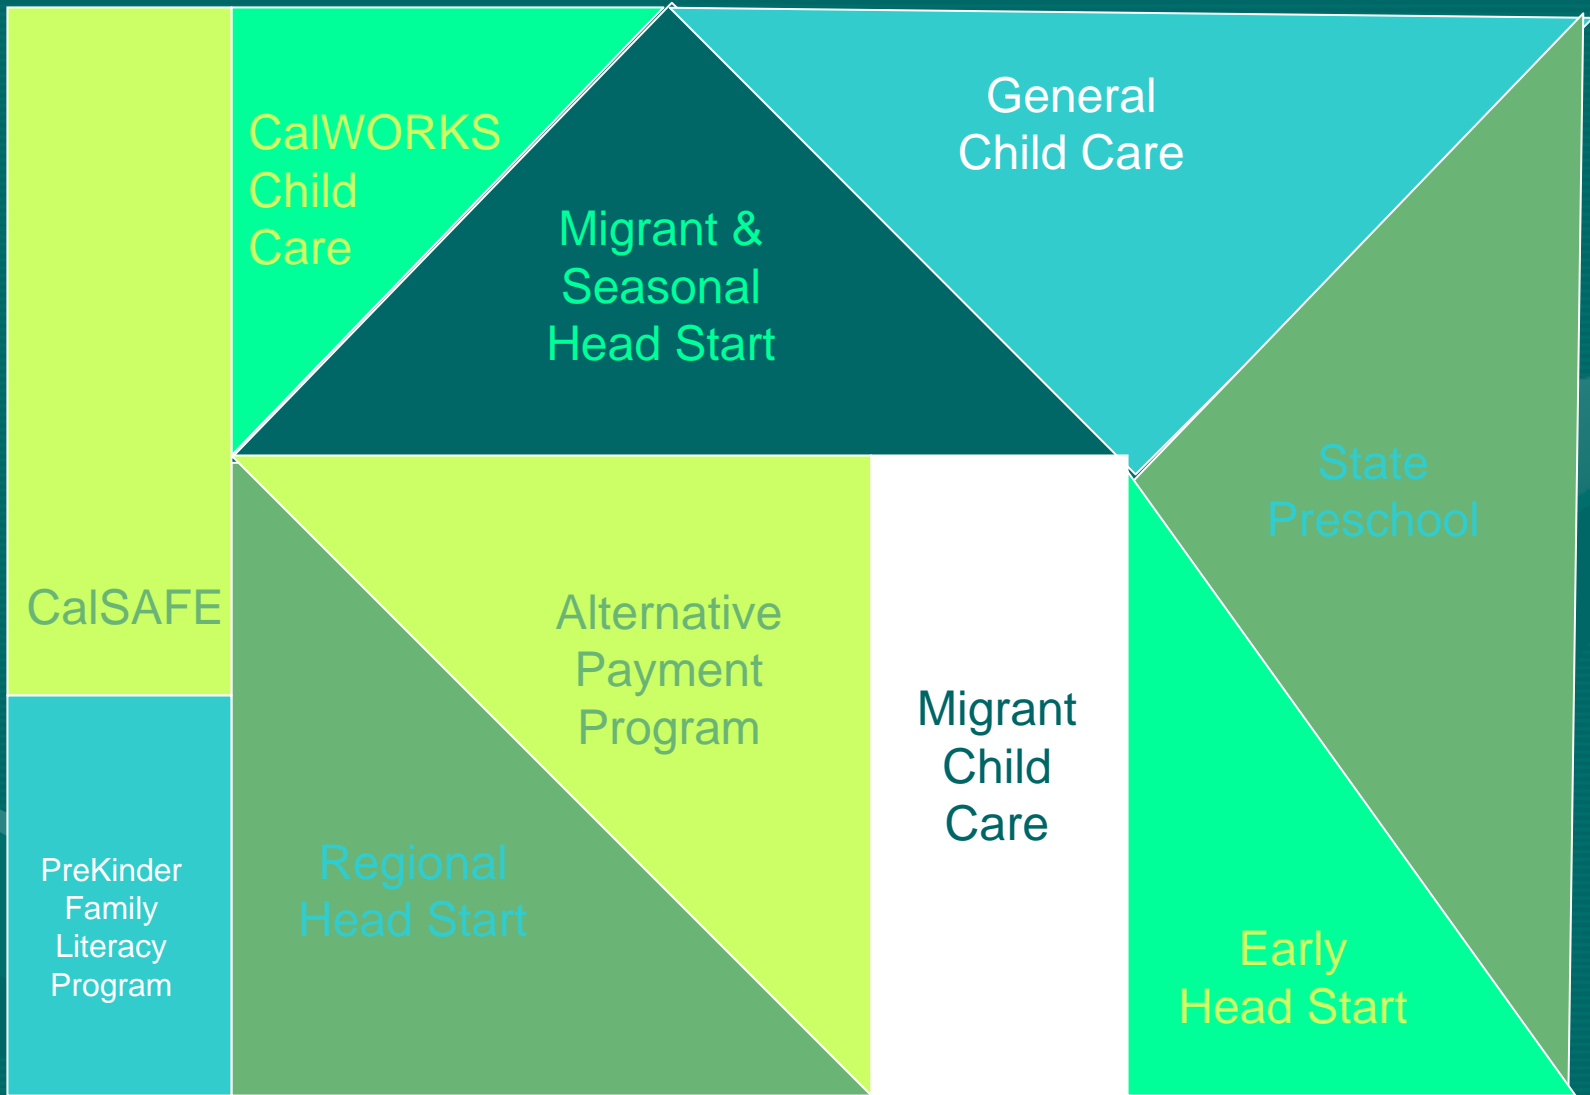 CalWORKS
Child
Care
General
Child Care
Migrant &
Seasonal
Head Start
State
Preschool
CalSAFE
Alternative
Payment
Program
Migrant
Child
Care
PreKinder
Family
Literacy
Program
Regional
Head Start
Early
Head Start